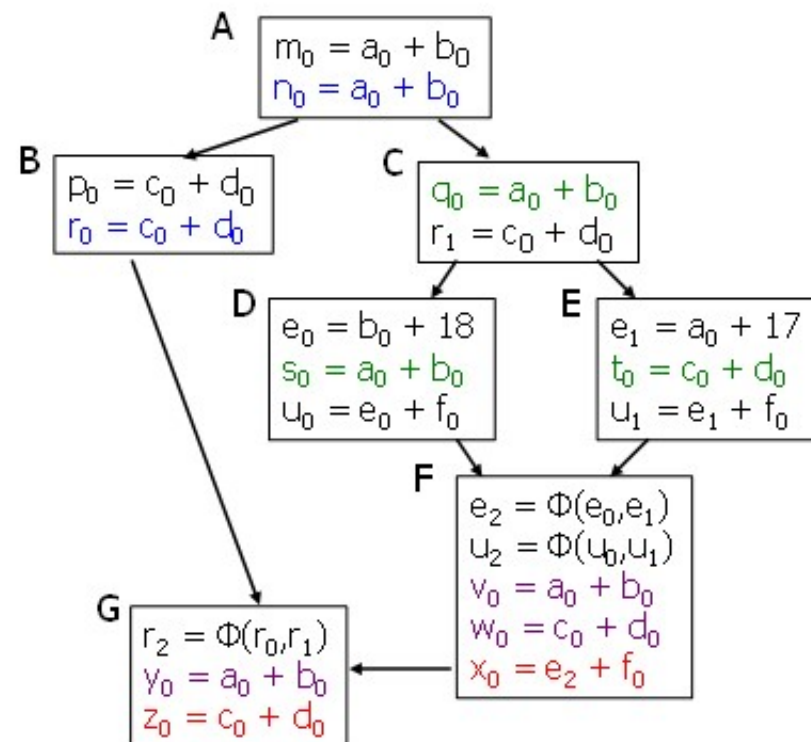 A
m₀ = a₀ + b₀
n₀ = a₀ + b₀
B
p₀ = c₀ + d₀
r₀ = c₀ + d₀
C
q₀ = a₀ + b₀
r₁ = c₀ + d₀
D
e₀ = b₀ + 18
s₀ = a₀ + b₀
u₀ = e₀ + f₀
E
e₁ = a₀ + 17
t₀ = c₀ + d₀
u₁ = e₁ + f₀
F
e₂ = Φ(e₀,e₁)
u₂ = Φ(u₀,u₁)
v₀ = a₀ + b₀
w₀ = c₀ + d₀
x₀ = e₂ + f₀
G
r₂ = Φ(r₀,r₁)
y₀ = a₀ + b₀
z₀ = c₀ + d₀